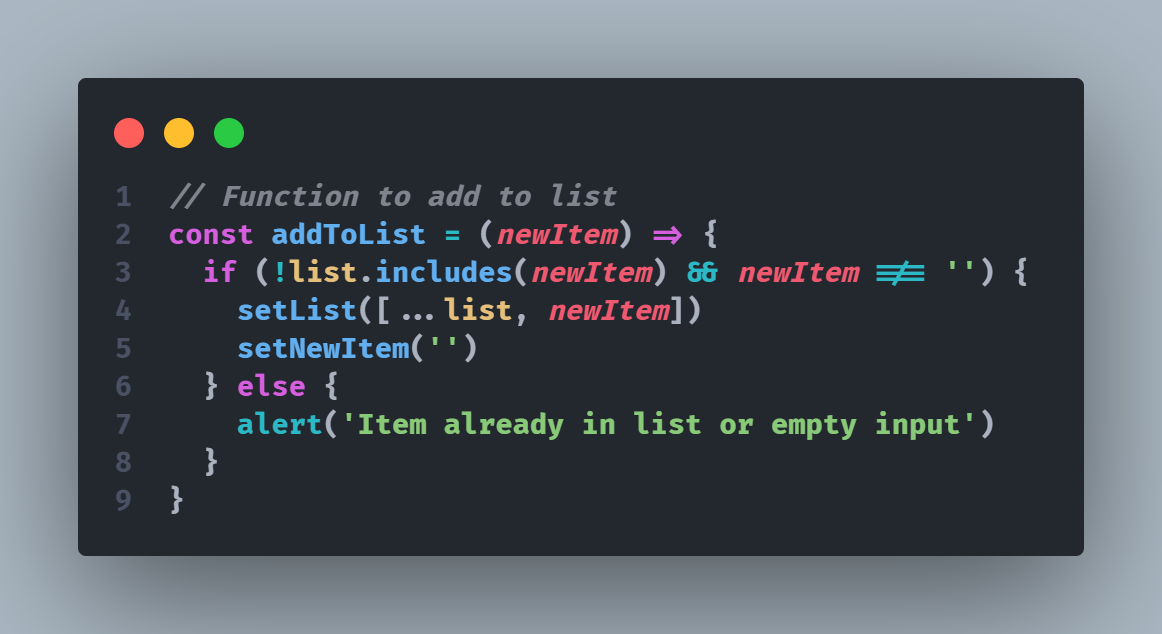 1 // Function to add to list
2 const addToList = (newItem) => {
3   if (!list.includes(newItem) && newItem !== '') {
4     setList([...list, newItem])
5     setNewItem('')
6   } else {
7     alert('Item already in list or empty input')
8   }
9 }